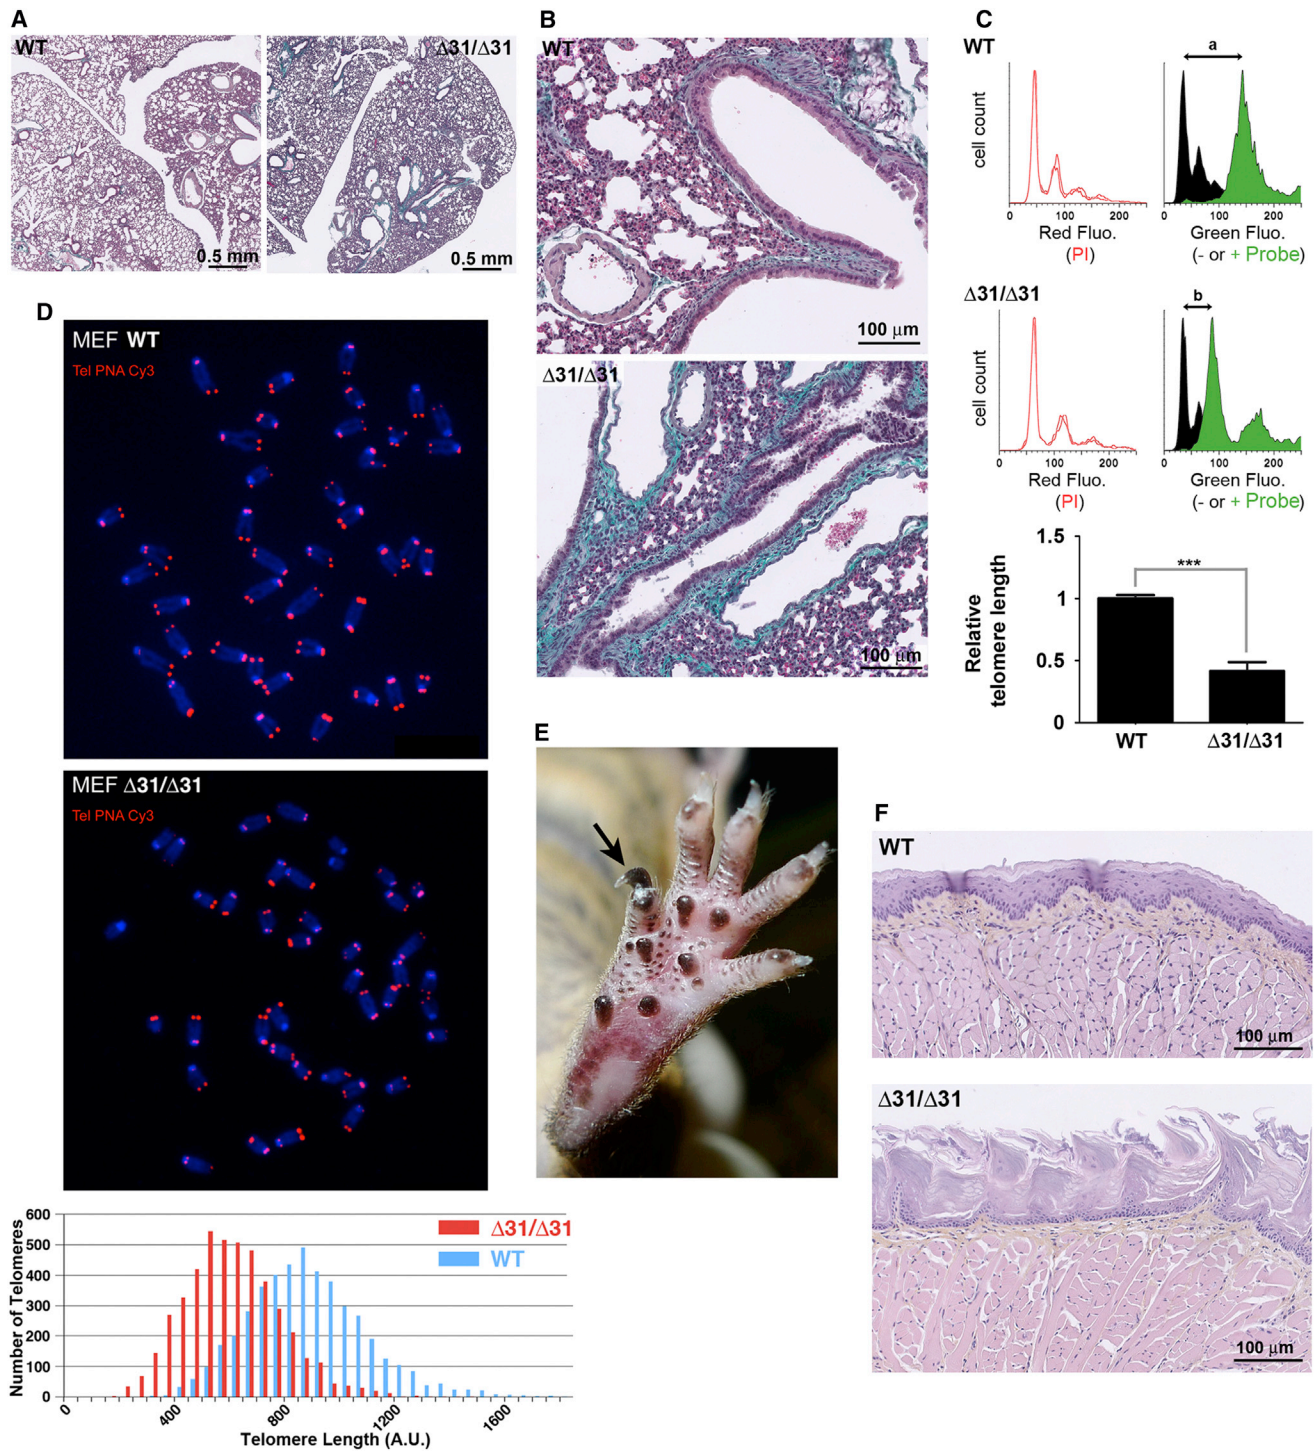 A
WT
Δ31/Δ31
0.5 mm
0.5 mm
B
WT
100 μm
Δ31/Δ31
100 μm
C
WT
a
cell count
0 100 200
0 100 200
Red Fluo.
(PI)
Green Fluo.
(- or + Probe)
Δ31/Δ31
b
cell count
0 100 200
0 100 200
Red Fluo.
(PI)
Green Fluo.
(- or + Probe)
Relative
telomere length
1.5
1
0.5
0
***
WT
Δ31/Δ31
D
MEF WT
Tel PNA Cy3
MEF Δ31/Δ31
Tel PNA Cy3
Number of Telomeres
600
500
400
300
200
100
0
Δ31/Δ31
WT
0 400 800 1200 1600
Telomere Length (A.U.)
E
F
WT
100 μm
Δ31/Δ31
100 μm